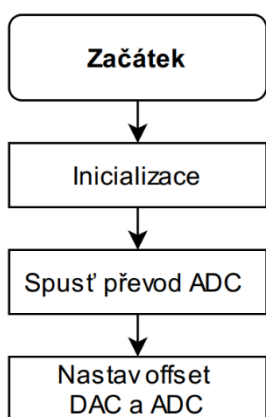 Začátek
Inicializace
Spusť převod ADC
Nastav offset
DAC a ADC